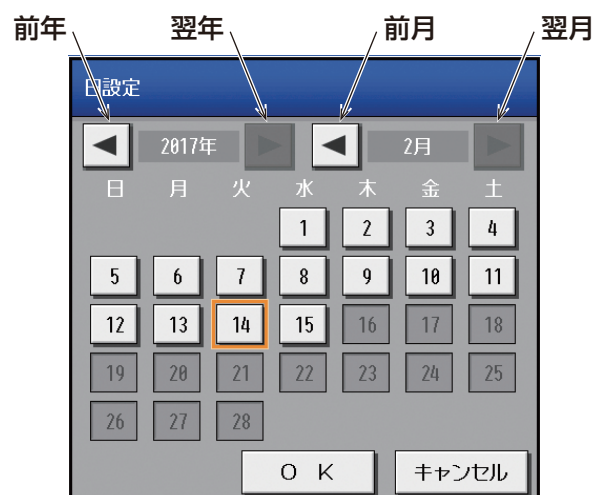 前年 翌年 前月 翌月
日設定
◀ 2017年 ▶ ◀ 2月 ▶
日 月 火 水 木 金 土
1 2 3 4
5 6 7 8 9 10 11
12 13 14 15 16 17 18
19 20 21 22 23 24 25
26 27 28
O K キャンセル